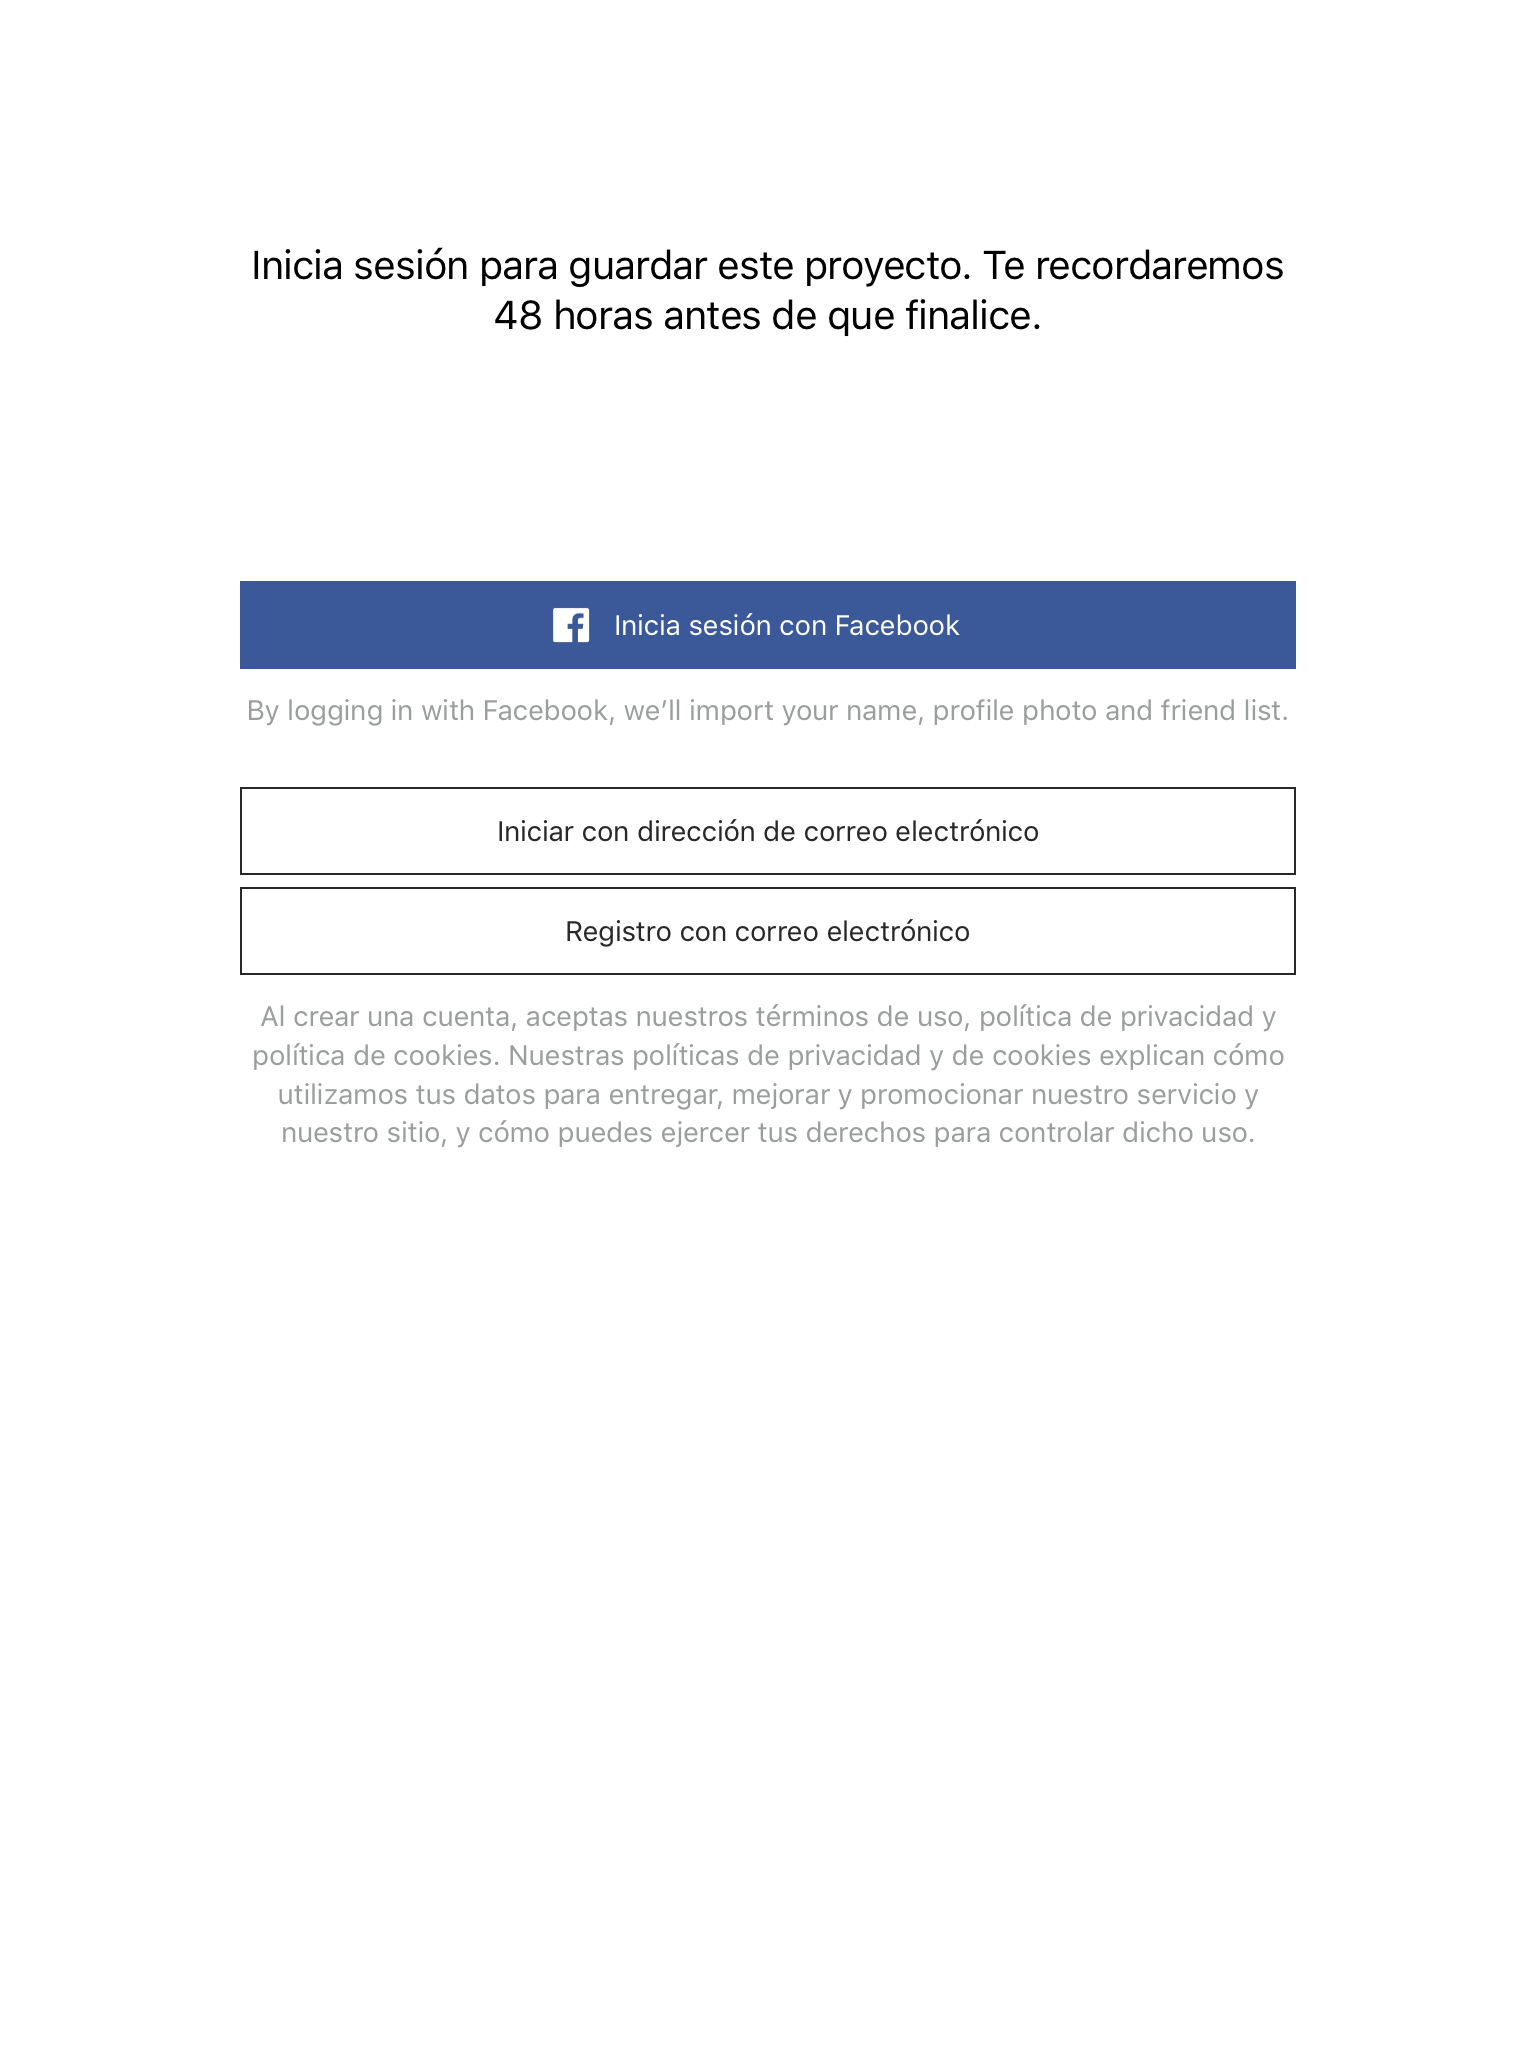 Inicia sesión para guardar este proyecto. Te recordaremos
48 horas antes de que finalice.
Inicia sesión con Facebook
By logging in with Facebook, we’ll import your name, profile photo and friend list.
Iniciar con dirección de correo electrónico
Registro con correo electrónico
Al crear una cuenta, aceptas nuestros términos de uso, política de privacidad y
política de cookies. Nuestras políticas de privacidad y de cookies explican cómo
utilizamos tus datos para entregar, mejorar y promocionar nuestro servicio y
nuestro sitio, y cómo puedes ejercer tus derechos para controlar dicho uso.